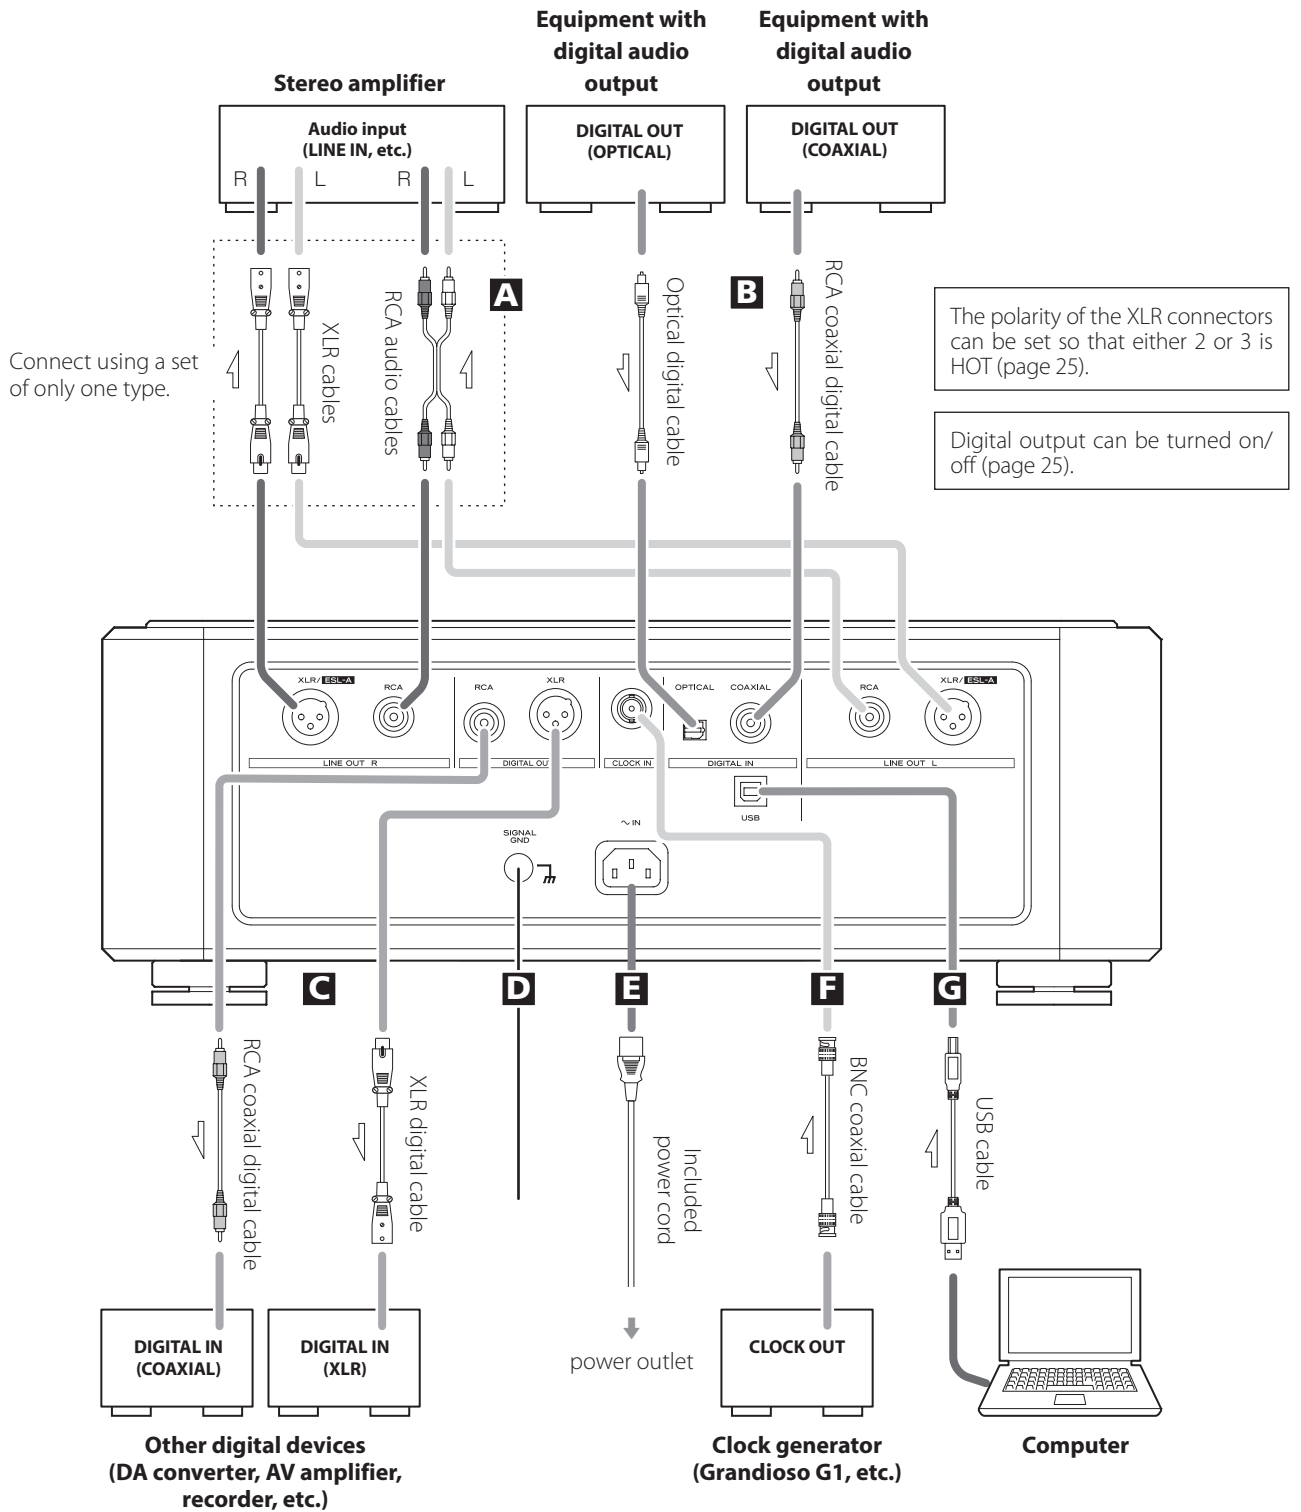 Equipment with
digital audio
output
Equipment with
digital audio
output
Stereo amplifier
Audio input
(LINE IN, etc.)
R
L
R
L
DIGITAL OUT
(OPTICAL)
DIGITAL OUT
(COAXIAL)
Connect using a set
of only one type.
XLR cables
RCA audio cables
A
Optical digital cable
B
RCA coaxial digital cable
The polarity of the XLR connectors
can be set so that either 2 or 3 is
HOT (page 25).
Digital output can be turned on/
off (page 25).
XLR/ ESL-A
RCA
RCA
XLR
OPTICAL
COAXIAL
RCA
XLR/ ESL-A
LINE OUT R
DIGITAL OU
CLOCK IN
DIGITAL IN
LINE OUT L
USB
SIGNAL
GND
~ IN
C
D
E
F
G
RCA coaxial digital cable
XLR digital cable
Included
power cord
BNC coaxial cable
USB cable
power outlet
DIGITAL IN
(COAXIAL)
DIGITAL IN
(XLR)
CLOCK OUT
Other digital devices
(DA converter, AV amplifier,
recorder, etc.)
Clock generator
(Grandioso G1, etc.)
Computer